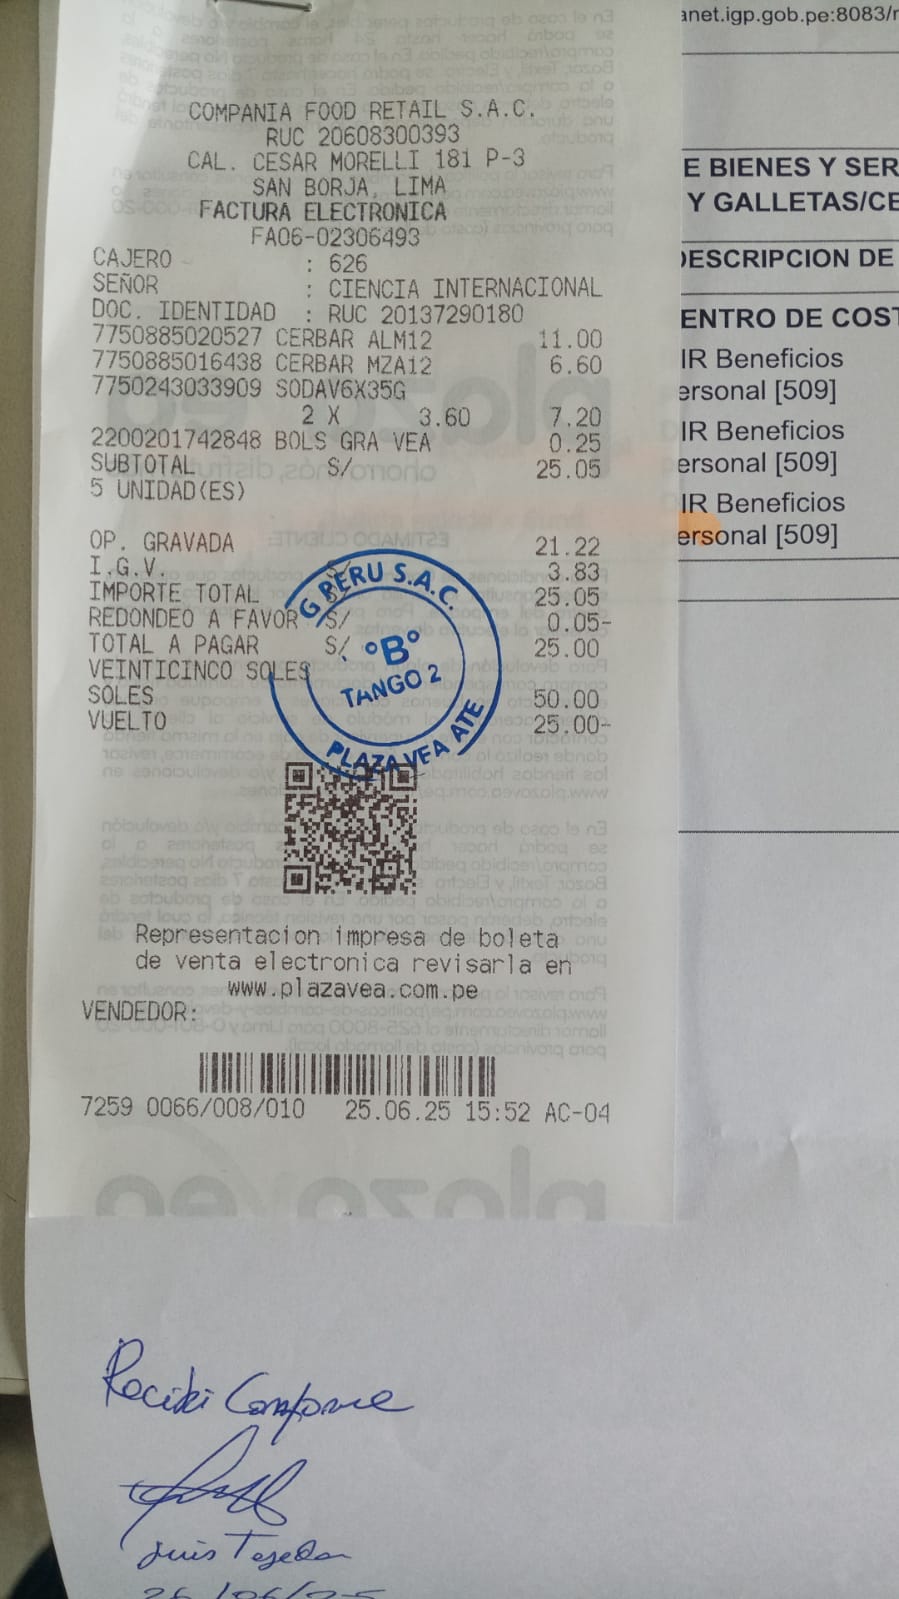 COMPANIA FOOD RETAIL S.A.C.
RUC 20608300393
CAL. CESAR MORELLI 181 P-3
SAN BORJA, LIMA
FACTURA ELECTRONICA
FA06-02306493
CAJERO : 626
SEÑOR : CIENCIA INTERNACIONAL
DOC. IDENTIDAD : RUC 20137290180
7750885020527 CERBAR ALM12 11.00
7750885016438 CERBAR MZA12 6.60
7750243033909 SODAV6X35G
2 X 3.60 7.20
2200201742848 BOLS GRA VEA 0.25
SUBTOTAL S/ 25.05
5 UNIDAD(ES)
OP. GRAVADA 21.22
I.G.V. S/ 3.83
IMPORTE TOTAL S/ 25.05
REDONDEO A FAVOR S/ 0.05-
TOTAL A PAGAR S/ 25.00
VEINTICINCO SOLES
SOLES 50.00
VUELTO 25.00-
G PERU S.A.C.
°B°
TANGO 2
PLAZA VEA ATE
Representacion impresa de boleta
de venta electronica revisarla en
www.plazavea.com.pe
VENDEDOR:
7259 0066/008/010 25.06.25 15:52 AC-04
Recibi Conforme
Luis Tejeda
anet.igp.gob.pe:8083/r
E BIENES Y SER
Y GALLETAS/CE
DESCRIPCION DE
ENTRO DE COST
IR Beneficios
ersonal [509]
IR Beneficios
ersonal [509]
IR Beneficios
ersonal [509]